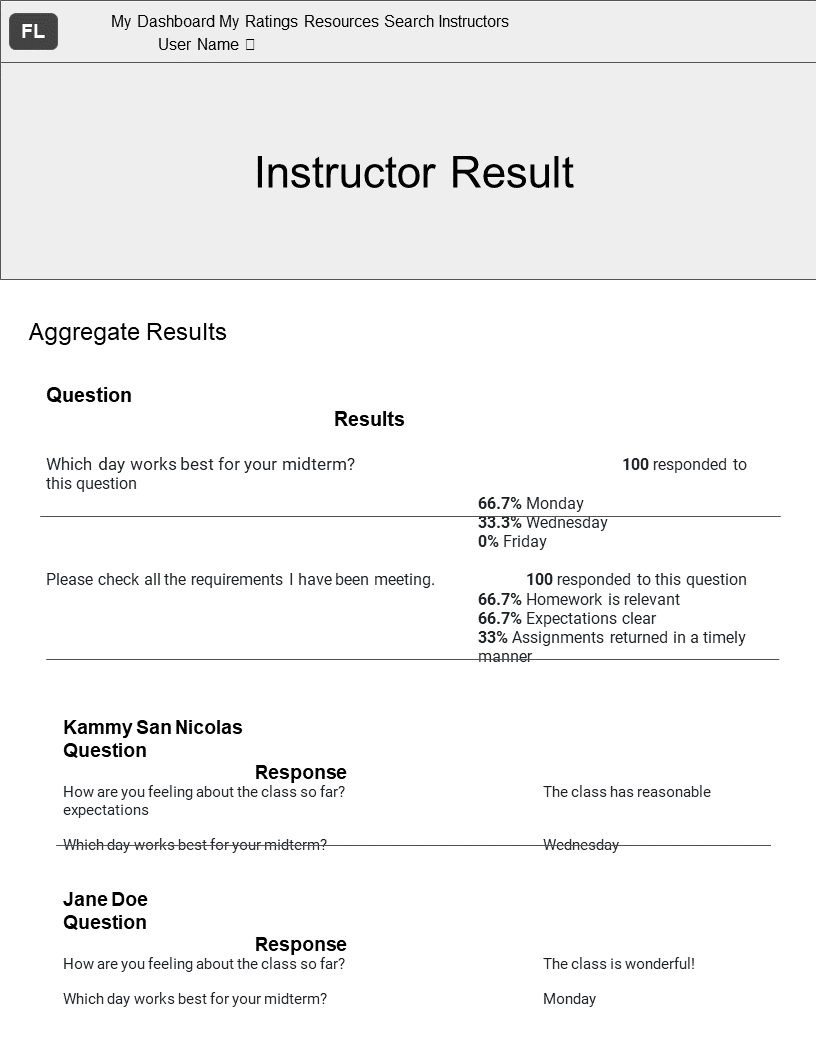 FL
My Dashboard My Ratings Resources Search Instructors
User Name
Instructor Result
Aggregate Results
Question
Results
Which day works best for your midterm? 100 responded to
this question
66.7% Monday
33.3% Wednesday
0% Friday
Please check all the requirements I have been meeting. 100 responded to this question
66.7% Homework is relevant
66.7% Expectations clear
33% Assignments returned in a timely
manner
Kammy San Nicolas
Question
Response
How are you feeling about the class so far? The class has reasonable
expectations
Which day works best for your midterm? Wednesday
Jane Doe
Question
Response
How are you feeling about the class so far? The class is wonderful!
Which day works best for your midterm? Monday